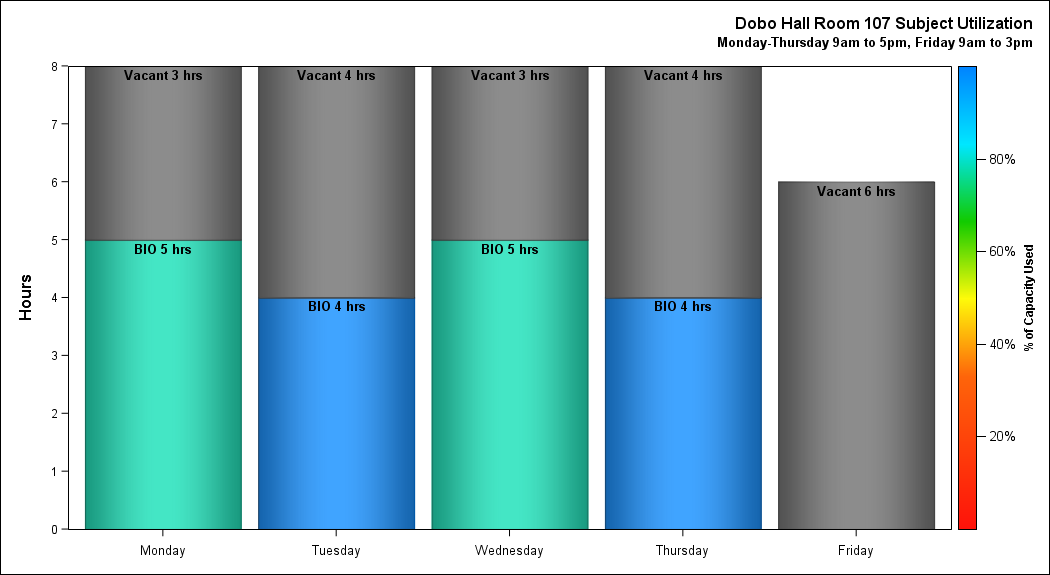 Dobo Hall Room 107 Subject Utilization
Monday-Thursday 9am to 5pm, Friday 9am to 3pm
8
7
6
5
4
3
2
1
0
Hours
Vacant 3 hrs
Vacant 4 hrs
Vacant 3 hrs
Vacant 4 hrs
Vacant 6 hrs
BIO 5 hrs
BIO 4 hrs
BIO 5 hrs
BIO 4 hrs
Monday
Tuesday
Wednesday
Thursday
Friday
80%
60%
40%
20%
% of Capacity Used